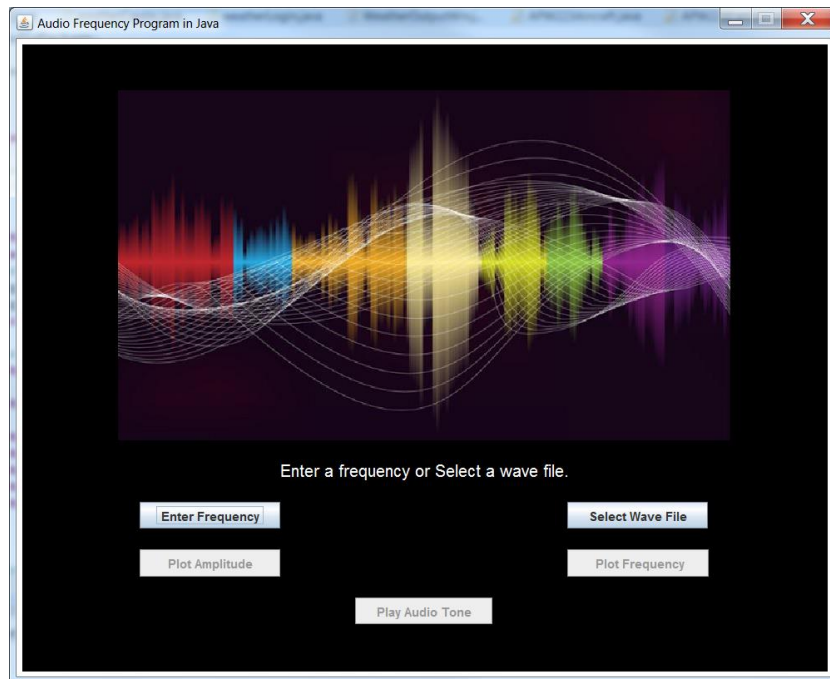 Audio Frequency Program in Java
Enter a frequency or Select a wave file.
Enter Frequency
Select Wave File
Plot Amplitude
Plot Frequency
Play Audio Tone